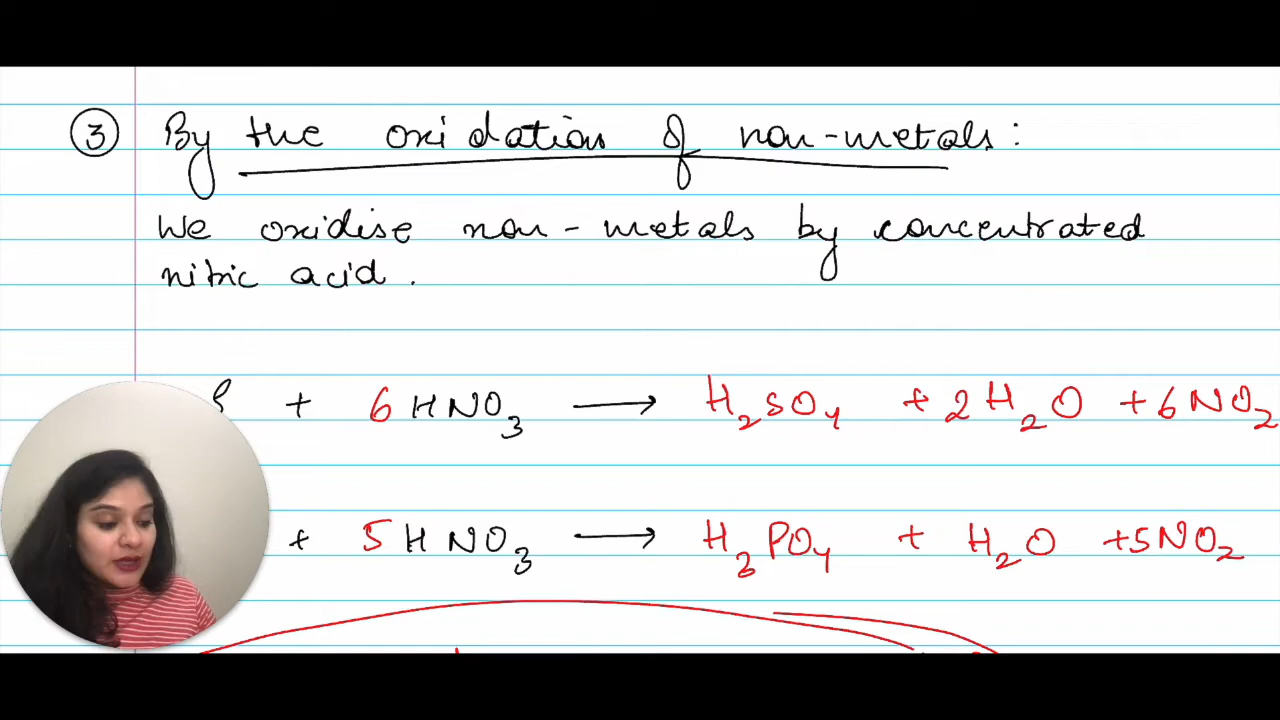 ③ By the oxidation of non-metals:
We oxidise non-metals by concentrated
nitric acid.
+ 6HNO₃ ⟶ H₂SO₄ + 2H₂O + 6NO₂
+ 5HNO₃ ⟶ H₃PO₄ + H₂O + 5NO₂